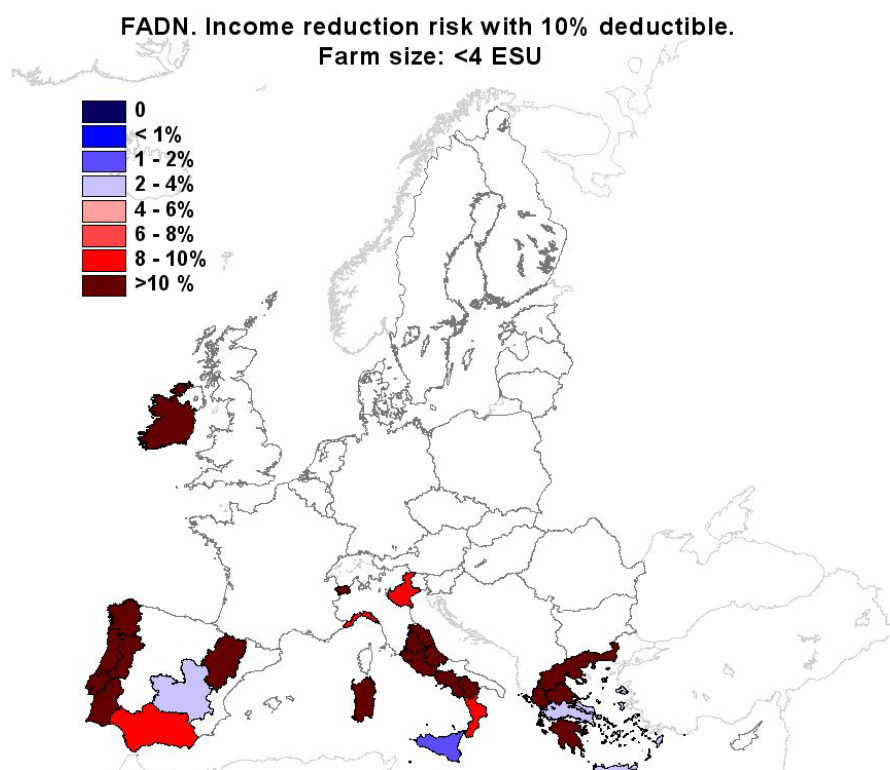 FADN. Income reduction risk with 10% deductible.
Farm size: <4 ESU
0
< 1%
1 - 2%
2 - 4%
4 - 6%
6 - 8%
8 - 10%
>10 %